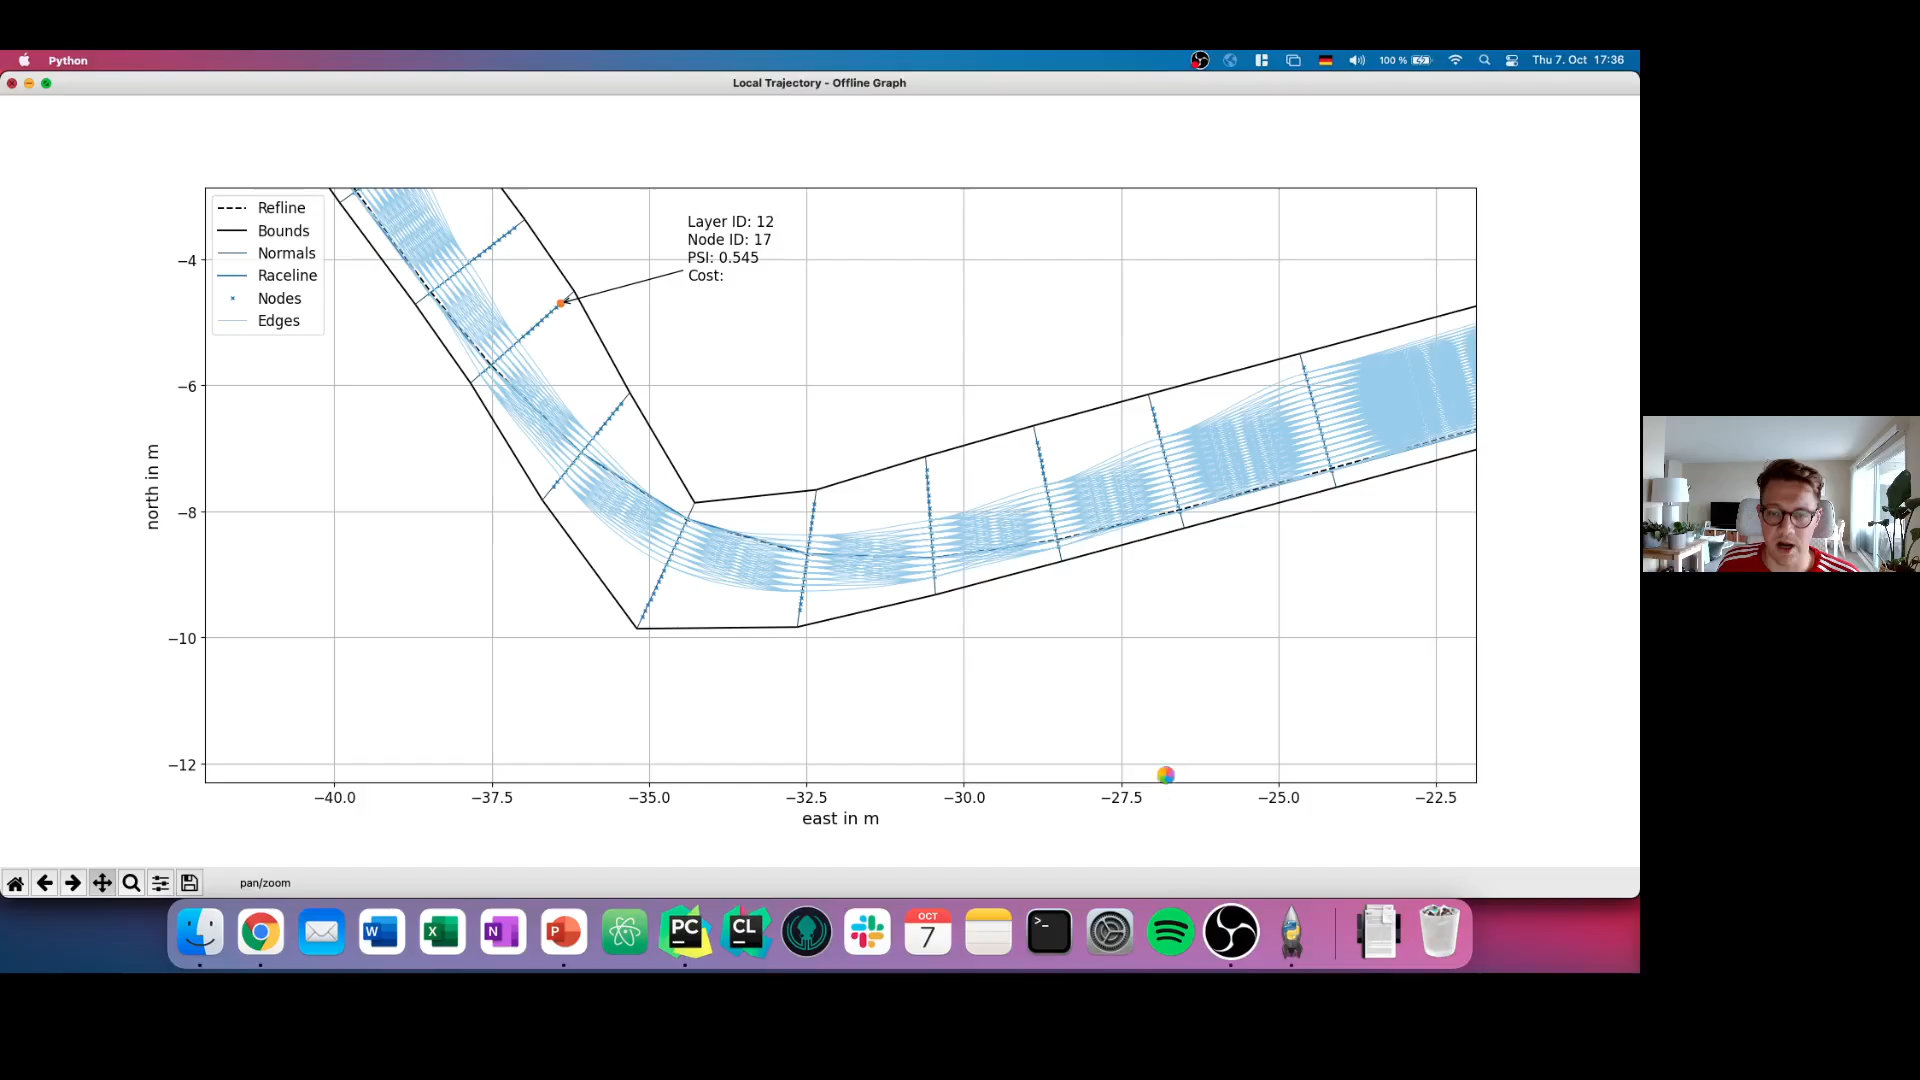 Python
100 %
Thu 7. Oct 17:36
Local Trajectory - Offline Graph
Refline
Bounds
Normals
Raceline
Nodes
Edges
Layer ID: 12
Node ID: 17
PSI: 0.545
Cost:
north in m
−4
−6
−8
−10
−12
−40.0
−37.5
−35.0
−32.5
−30.0
−27.5
−25.0
−22.5
east in m
pan/zoom
W
X
N
P
PC
CL
OCT
7
>_